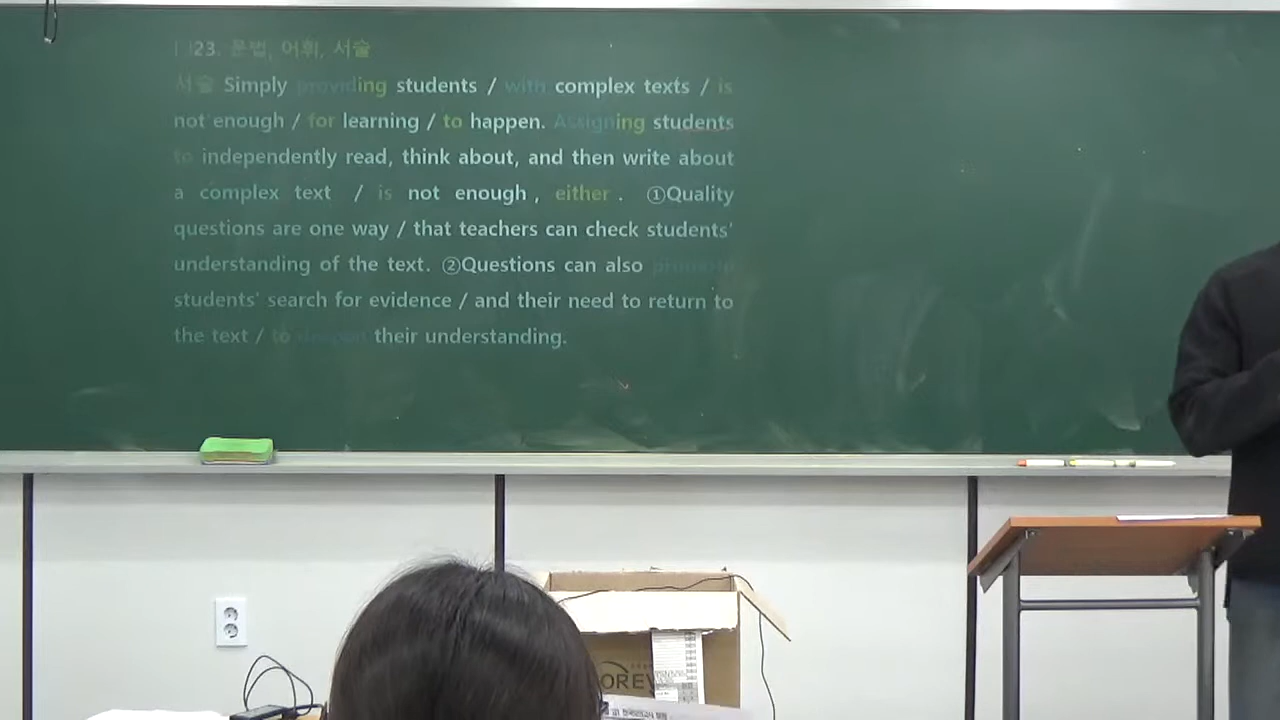 23. 문법, 어휘, 서술
서술 Simply providing students / with complex texts / is
not enough / for learning / to happen. Assigning students
to independently read, think about, and then write about
a complex text / is not enough, either. ①Quality
questions are one way / that teachers can check students'
understanding of the text. ②Questions can also promote
students' search for evidence / and their need to return to
the text / to deepen their understanding.